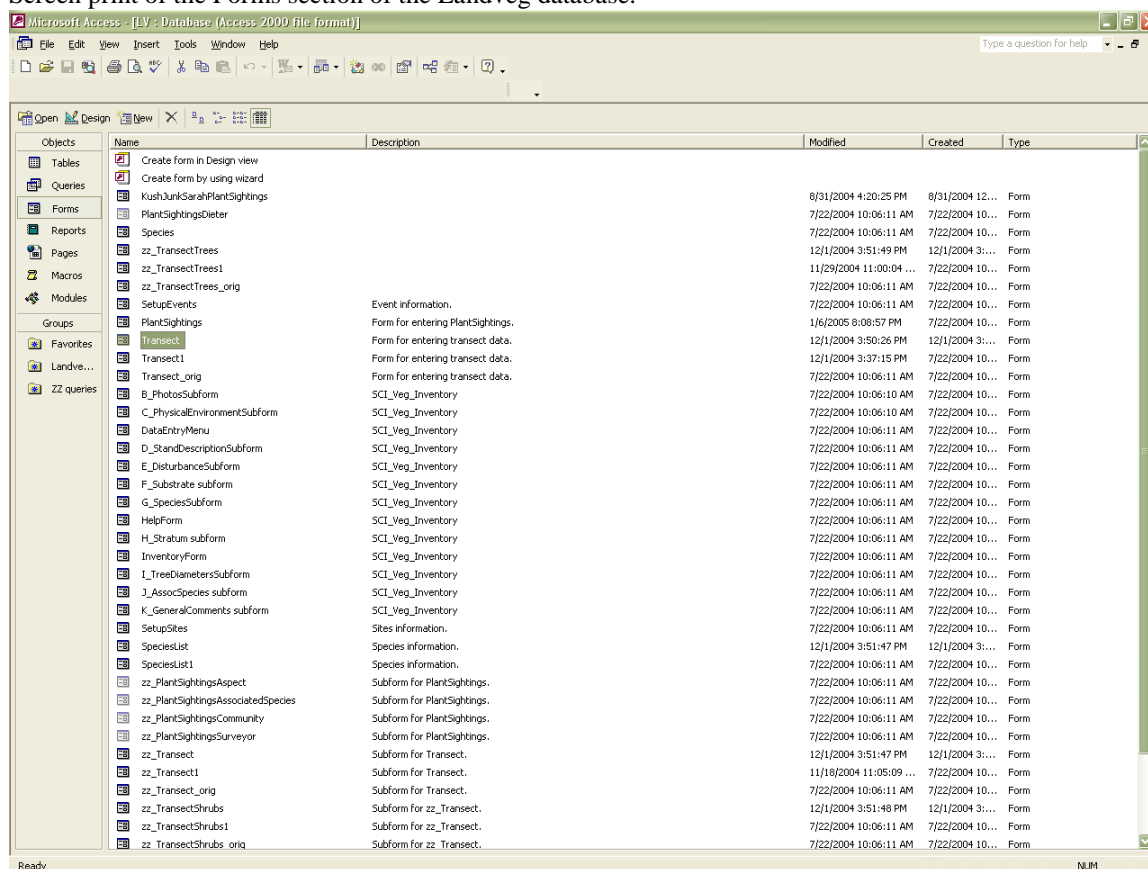 Screen print of the Forms section of the Landveg database.
Microsoft Access - [LV : Database (Access 2000 file format)]
File Edit View Insert Tools Window Help Type a question for help
Open Design New
Objects Name Description Modified Created Type
Tables Create form in Design view
Create form by using wizard
Queries KushJunkSarahPlantSightings 8/31/2004 4:20:25 PM 8/31/2004 12... Form
Forms PlantSightingsDieter 7/22/2004 10:06:11 AM 7/22/2004 10... Form
Reports Species 7/22/2004 10:06:11 AM 7/22/2004 10... Form
Pages zz_TransectTrees 12/1/2004 3:51:49 PM 12/1/2004 3:... Form
Macros zz_TransectTrees1 11/29/2004 11:00:04 ... 7/22/2004 10... Form
zz_TransectTrees_orig 7/22/2004 10:06:11 AM 7/22/2004 10... Form
Modules SetupEvents Event information. 7/22/2004 10:06:11 AM 7/22/2004 10... Form
Groups PlantSightings Form for entering PlantSightings. 1/6/2005 8:08:57 PM 7/22/2004 10... Form
Favorites Transect Form for entering transect data. 12/1/2004 3:50:26 PM 12/1/2004 3:... Form
Landve... Transect1 Form for entering transect data. 12/1/2004 3:37:15 PM 7/22/2004 10... Form
Transect_orig Form for entering transect data. 7/22/2004 10:06:11 AM 7/22/2004 10... Form
ZZ queries B_PhotosSubform SCI_Veg_Inventory 7/22/2004 10:06:10 AM 7/22/2004 10... Form
C_PhysicalEnvironmentSubform SCI_Veg_Inventory 7/22/2004 10:06:10 AM 7/22/2004 10... Form
DataEntryMenu SCI_Veg_Inventory 7/22/2004 10:06:11 AM 7/22/2004 10... Form
D_StandDescriptionSubform SCI_Veg_Inventory 7/22/2004 10:06:11 AM 7/22/2004 10... Form
E_DisturbanceSubform SCI_Veg_Inventory 7/22/2004 10:06:11 AM 7/22/2004 10... Form
F_Substrate subform SCI_Veg_Inventory 7/22/2004 10:06:11 AM 7/22/2004 10... Form
G_SpeciesSubform SCI_Veg_Inventory 7/22/2004 10:06:11 AM 7/22/2004 10... Form
HelpForm SCI_Veg_Inventory 7/22/2004 10:06:11 AM 7/22/2004 10... Form
H_Stratum subform SCI_Veg_Inventory 7/22/2004 10:06:11 AM 7/22/2004 10... Form
InventoryForm SCI_Veg_Inventory 7/22/2004 10:06:11 AM 7/22/2004 10... Form
I_TreeDiametersSubform SCI_Veg_Inventory 7/22/2004 10:06:11 AM 7/22/2004 10... Form
J_AssocSpecies subform SCI_Veg_Inventory 7/22/2004 10:06:11 AM 7/22/2004 10... Form
K_GeneralComments subform SCI_Veg_Inventory 7/22/2004 10:06:11 AM 7/22/2004 10... Form
SetupSites Sites information. 7/22/2004 10:06:11 AM 7/22/2004 10... Form
SpeciesList Species information. 12/1/2004 3:51:47 PM 12/1/2004 3:... Form
SpeciesList1 Species information. 7/22/2004 10:06:11 AM 7/22/2004 10... Form
zz_PlantSightingsAspect Subform for PlantSightings. 7/22/2004 10:06:11 AM 7/22/2004 10... Form
zz_PlantSightingsAssociatedSpecies Subform for PlantSightings. 7/22/2004 10:06:11 AM 7/22/2004 10... Form
zz_PlantSightingsCommunity Subform for PlantSightings. 7/22/2004 10:06:11 AM 7/22/2004 10... Form
zz_PlantSightingsSurveyor Subform for PlantSightings. 7/22/2004 10:06:11 AM 7/22/2004 10... Form
zz_Transect Subform for Transect. 12/1/2004 3:51:47 PM 12/1/2004 3:... Form
zz_Transect1 Subform for Transect. 11/18/2004 11:05:09 ... 7/22/2004 10... Form
zz_Transect_orig Subform for Transect. 7/22/2004 10:06:11 AM 7/22/2004 10... Form
zz_TransectShrubs Subform for zz_Transect. 12/1/2004 3:51:48 PM 12/1/2004 3:... Form
zz_TransectShrubs1 Subform for zz_Transect. 7/22/2004 10:06:11 AM 7/22/2004 10... Form
zz_TransectShrubs_orig Subform for zz_Transect. 7/22/2004 10:06:11 AM 7/22/2004 10... Form
Ready NUM